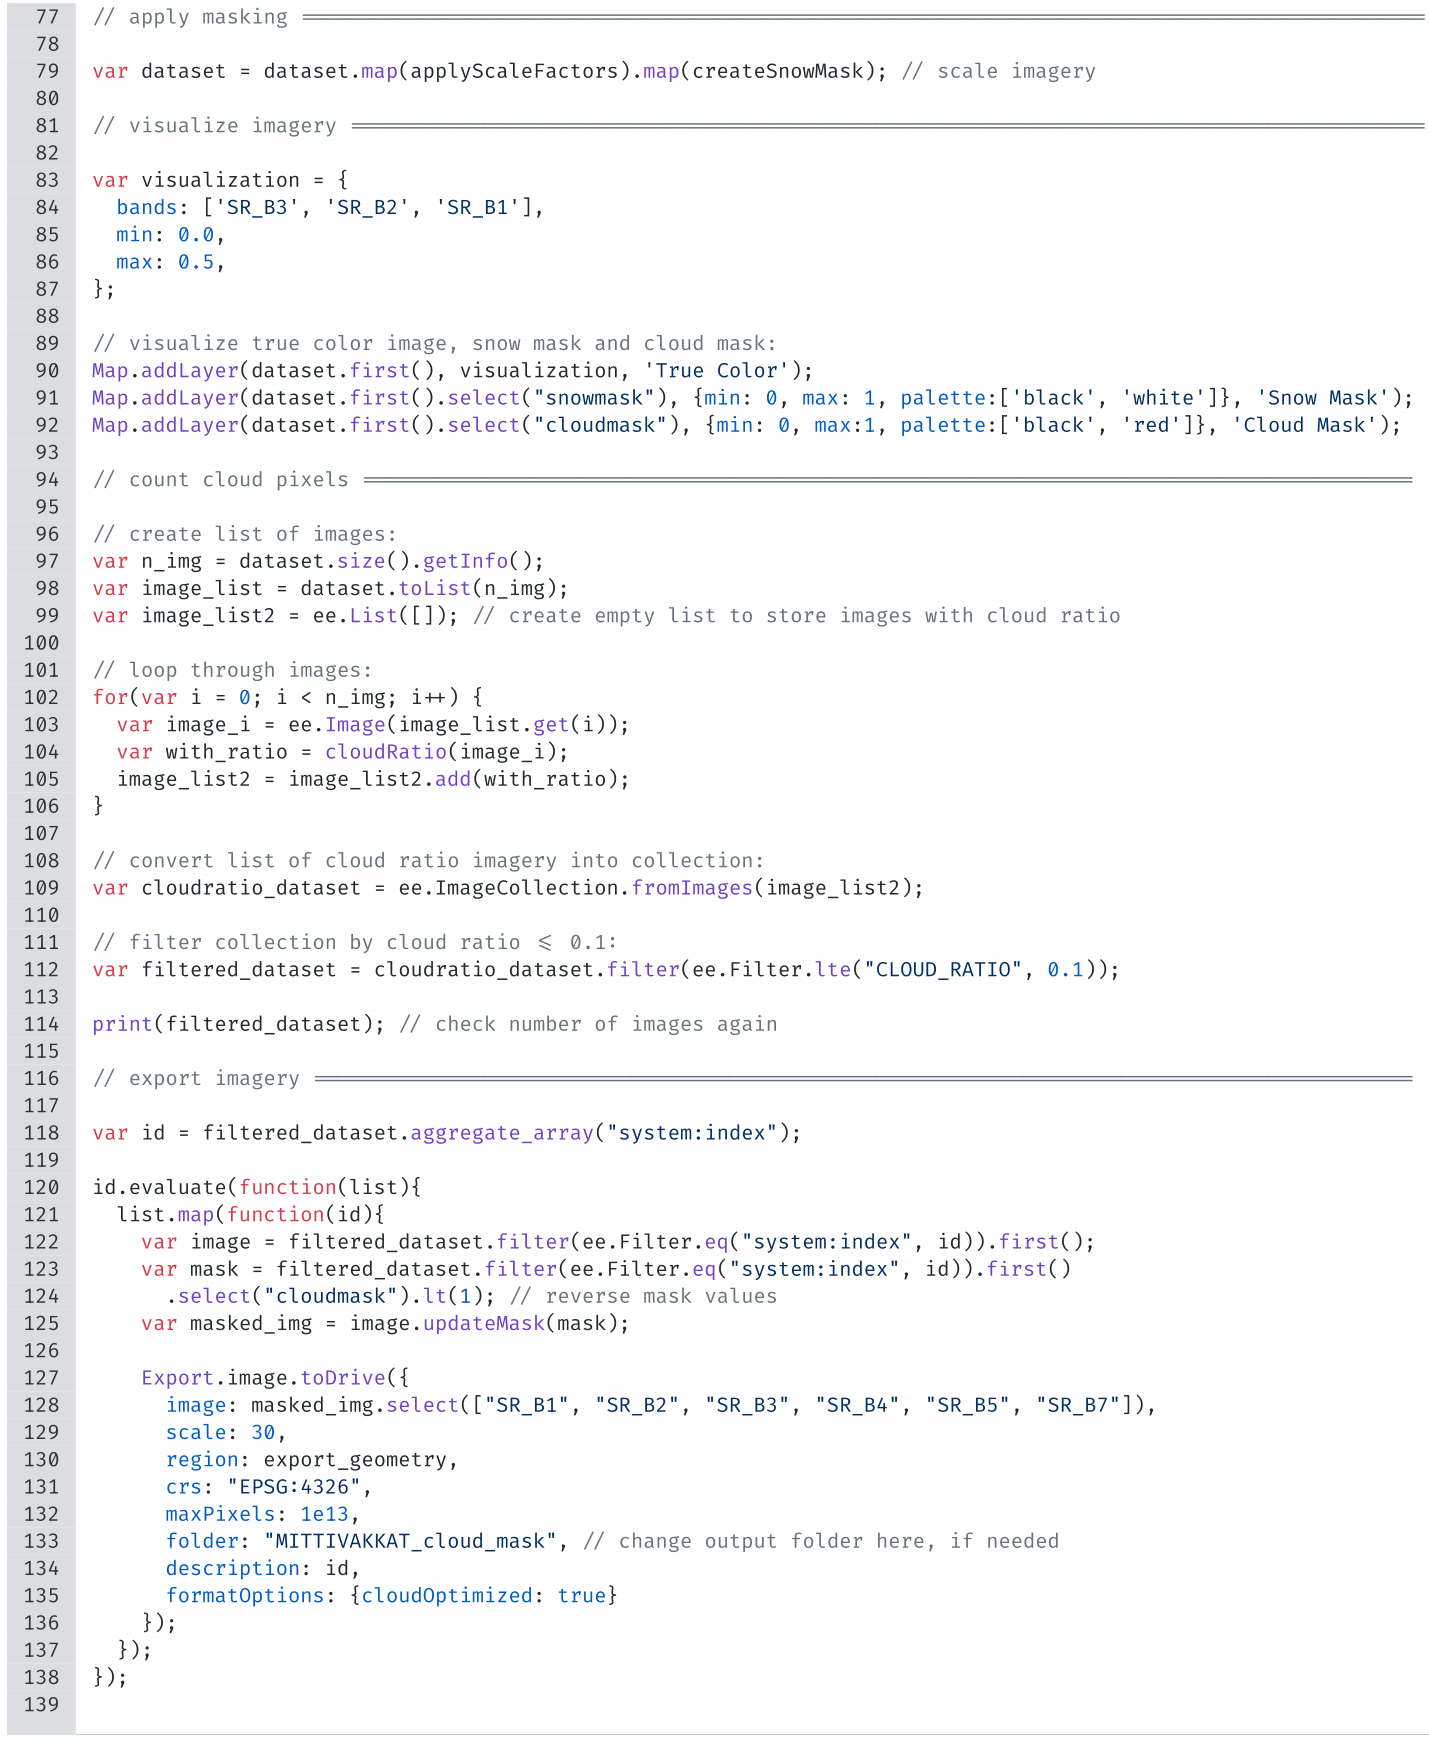 77 // apply masking ============================================================================================
78
79 var dataset = dataset.map(applyScaleFactors).map(createSnowMask); // scale imagery
80
81 // visualize imagery ========================================================================================
82
83 var visualization = {
84   bands: ['SR_B3', 'SR_B2', 'SR_B1'],
85   min: 0.0,
86   max: 0.5,
87 };
88
89 // visualize true color image, snow mask and cloud mask:
90 Map.addLayer(dataset.first(), visualization, 'True Color');
91 Map.addLayer(dataset.first().select("snowmask"), {min: 0, max: 1, palette:['black', 'white']}, 'Snow Mask');
92 Map.addLayer(dataset.first().select("cloudmask"), {min: 0, max:1, palette:['black', 'red']}, 'Cloud Mask');
93
94 // count cloud pixels ======================================================================================
95
96 // create list of images:
97 var n_img = dataset.size().getInfo();
98 var image_list = dataset.toList(n_img);
99 var image_list2 = ee.List([]); // create empty list to store images with cloud ratio
100
101 // loop through images:
102 for(var i = 0; i < n_img; i++) {
103   var image_i = ee.Image(image_list.get(i));
104   var with_ratio = cloudRatio(image_i);
105   image_list2 = image_list2.add(with_ratio);
106 }
107
108 // convert list of cloud ratio imagery into collection:
109 var cloudratio_dataset = ee.ImageCollection.fromImages(image_list2);
110
111 // filter collection by cloud ratio <= 0.1:
112 var filtered_dataset = cloudratio_dataset.filter(ee.Filter.lte("CLOUD_RATIO", 0.1));
113
114 print(filtered_dataset); // check number of images again
115
116 // export imagery ==========================================================================================
117
118 var id = filtered_dataset.aggregate_array("system:index");
119
120 id.evaluate(function(list){
121   list.map(function(id){
122     var image = filtered_dataset.filter(ee.Filter.eq("system:index", id)).first();
123     var mask = filtered_dataset.filter(ee.Filter.eq("system:index", id)).first()
124       .select("cloudmask").lt(1); // reverse mask values
125     var masked_img = image.updateMask(mask);
126
127     Export.image.toDrive({
128       image: masked_img.select(["SR_B1", "SR_B2", "SR_B3", "SR_B4", "SR_B5", "SR_B7"]),
129       scale: 30,
130       region: export_geometry,
131       crs: "EPSG:4326",
132       maxPixels: 1e13,
133       folder: "MITTIVAKKAT_cloud_mask", // change output folder here, if needed
134       description: id,
135       formatOptions: {cloudOptimized: true}
136     });
137   });
138 });
139